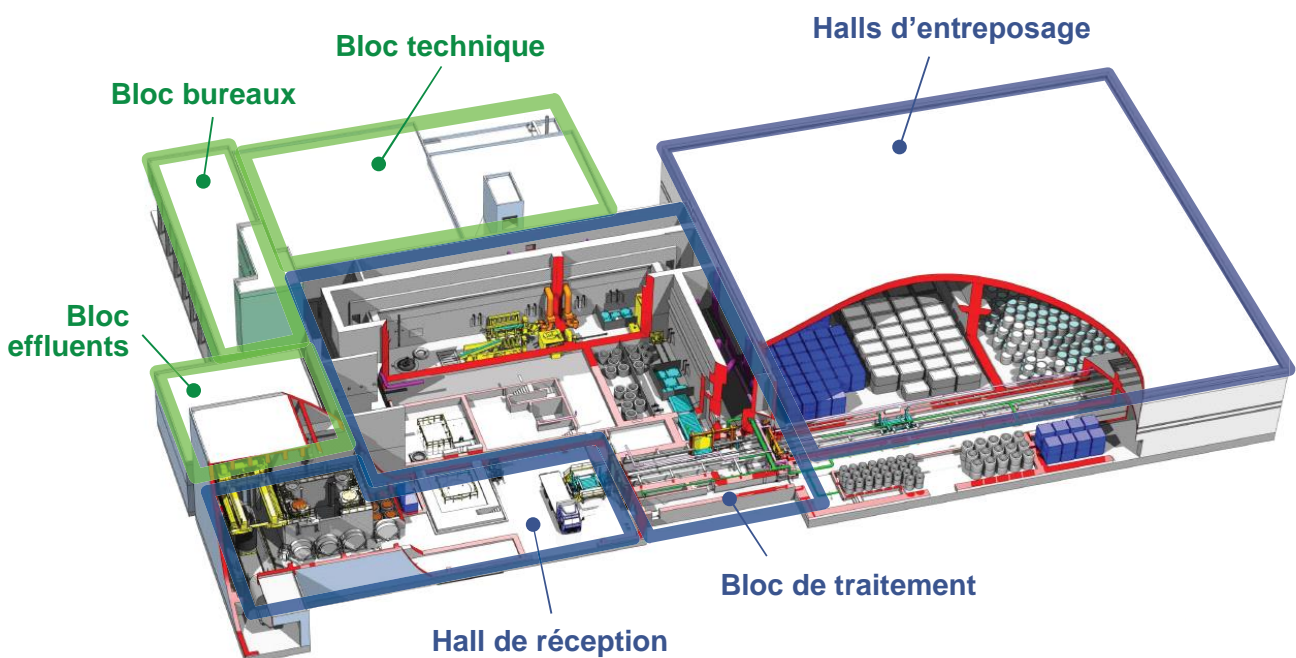 Halls d’entreposage
Bloc technique
Bloc bureaux
Bloc
effluents
Bloc de traitement
Hall de réception